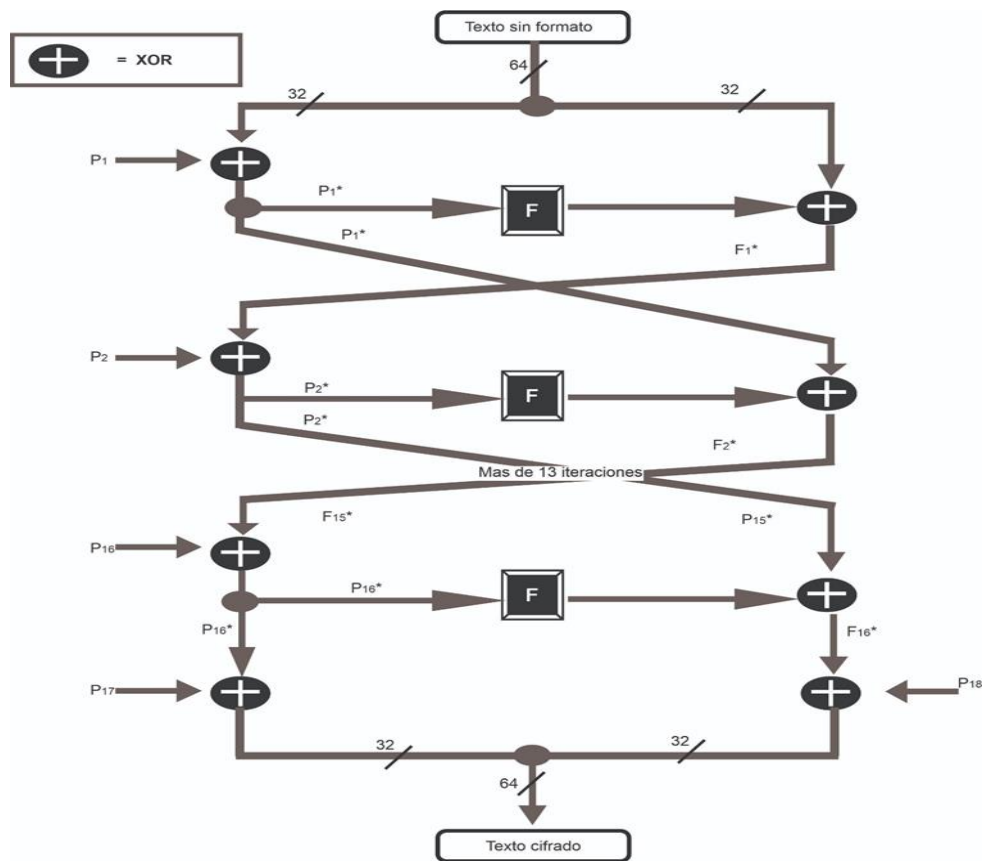 Texto sin formato
= XOR
64
32
32
P1
P1*
F
P1*
F1*
P2
P2*
F
P2*
F2*
Mas de 13 iteraciones
F15*
P15*
P16
P16*
F
P16*
F16*
P17
P18
32
32
64
Texto cifrado